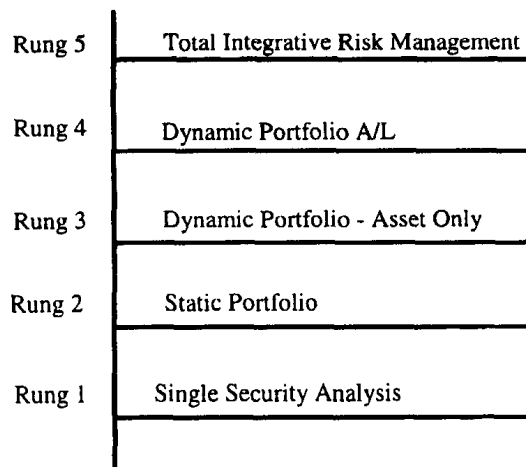 Rung 5 Total Integrative Risk Management
Rung 4 Dynamic Portfolio A/L
Rung 3 Dynamic Portfolio - Asset Only
Rung 2 Static Portfolio
Rung 1 Single Security Analysis